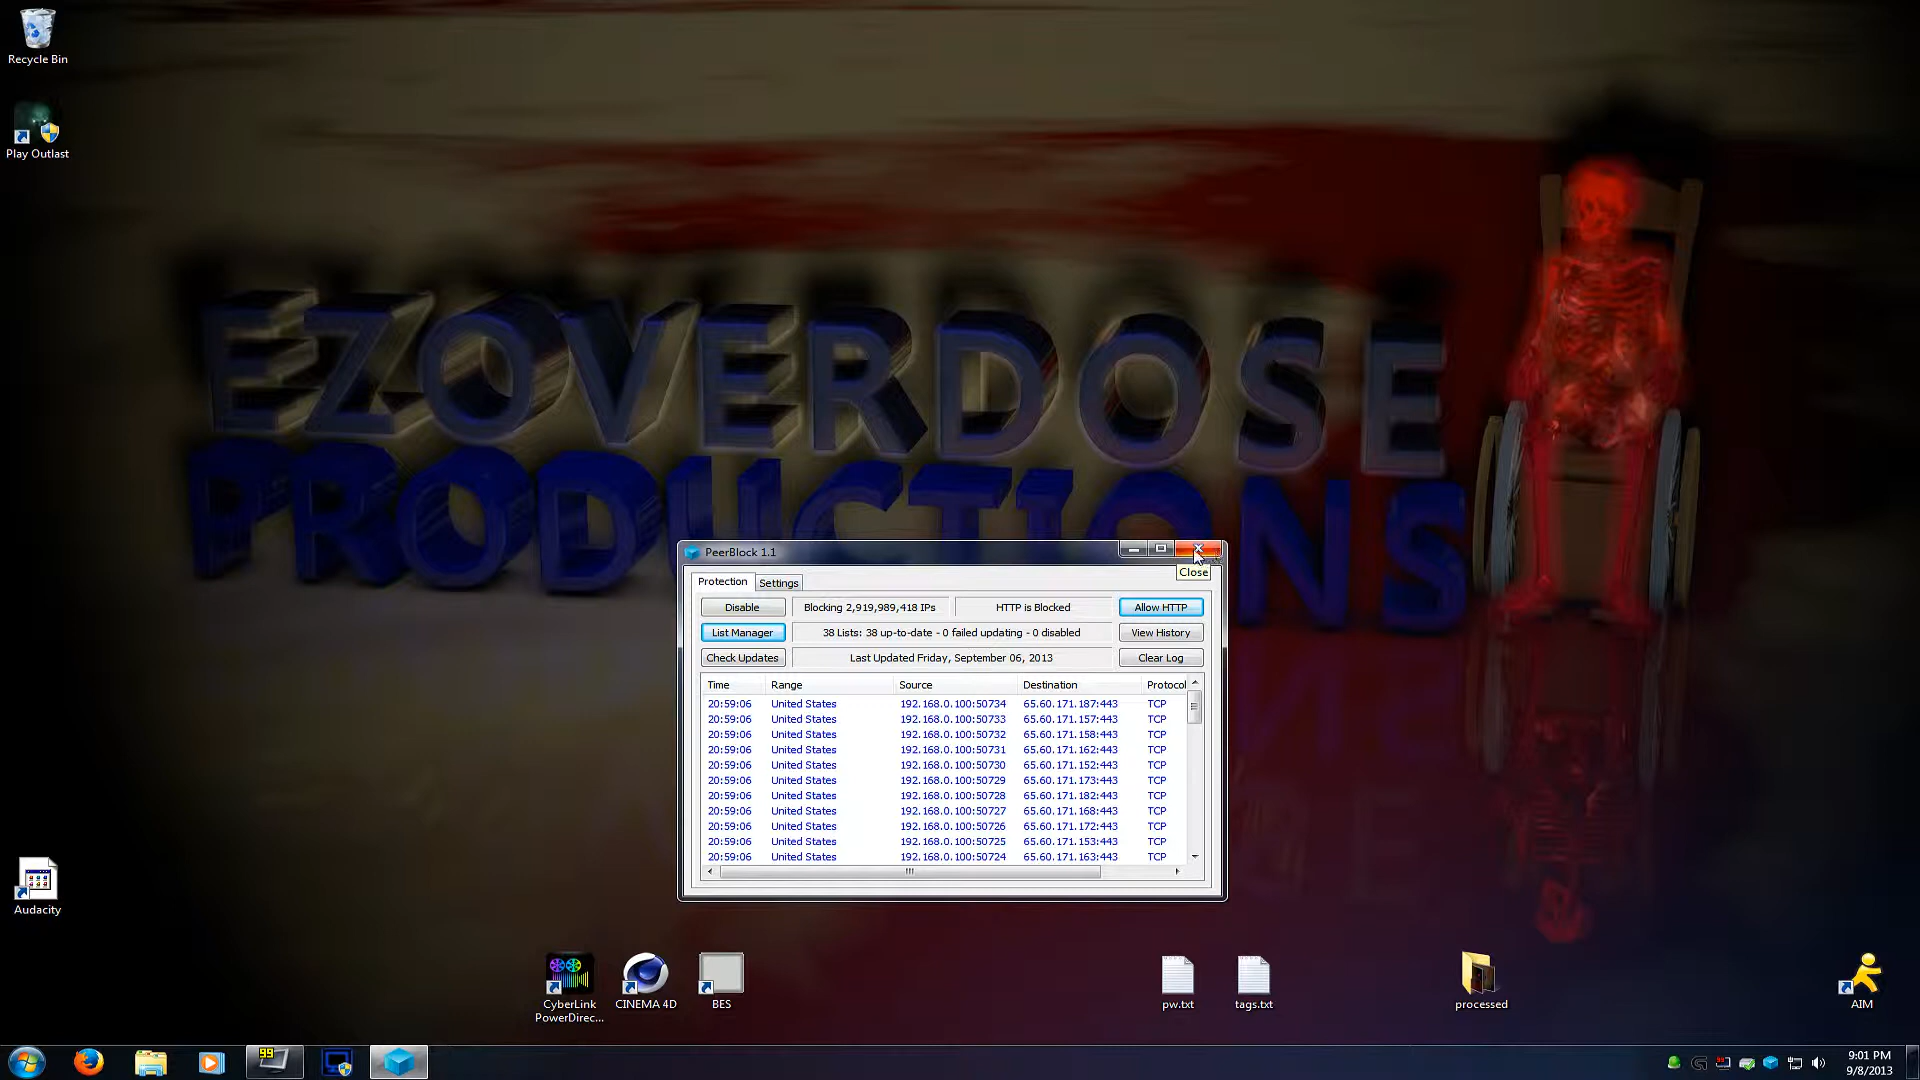 Recycle Bin
Play Outlast
EZOVERDOSE
PRODUCTIONS
PeerBlock 1.1
Close
Protection
Settings
Disable
Blocking 2,919,989,418 IPs
HTTP is Blocked
Allow HTTP
List Manager
38 Lists: 38 up-to-date - 0 failed updating - 0 disabled
View History
Check Updates
Last Updated Friday, September 06, 2013
Clear Log
Time Range Source Destination Protocol
20:59:06 United States 192.168.0.100:50734 65.60.171.187:443 TCP
20:59:06 United States 192.168.0.100:50733 65.60.171.157:443 TCP
20:59:06 United States 192.168.0.100:50732 65.60.171.158:443 TCP
20:59:06 United States 192.168.0.100:50731 65.60.171.162:443 TCP
20:59:06 United States 192.168.0.100:50730 65.60.171.152:443 TCP
20:59:06 United States 192.168.0.100:50729 65.60.171.173:443 TCP
20:59:06 United States 192.168.0.100:50728 65.60.171.182:443 TCP
20:59:06 United States 192.168.0.100:50727 65.60.171.168:443 TCP
20:59:06 United States 192.168.0.100:50726 65.60.171.172:443 TCP
20:59:06 United States 192.168.0.100:50725 65.60.171.153:443 TCP
20:59:06 United States 192.168.0.100:50724 65.60.171.163:443 TCP
Audacity
CyberLink
PowerDirec...
CINEMA 4D
BES
pw.txt
tags.txt
processed
AIM
99
9:01 PM
9/8/2013